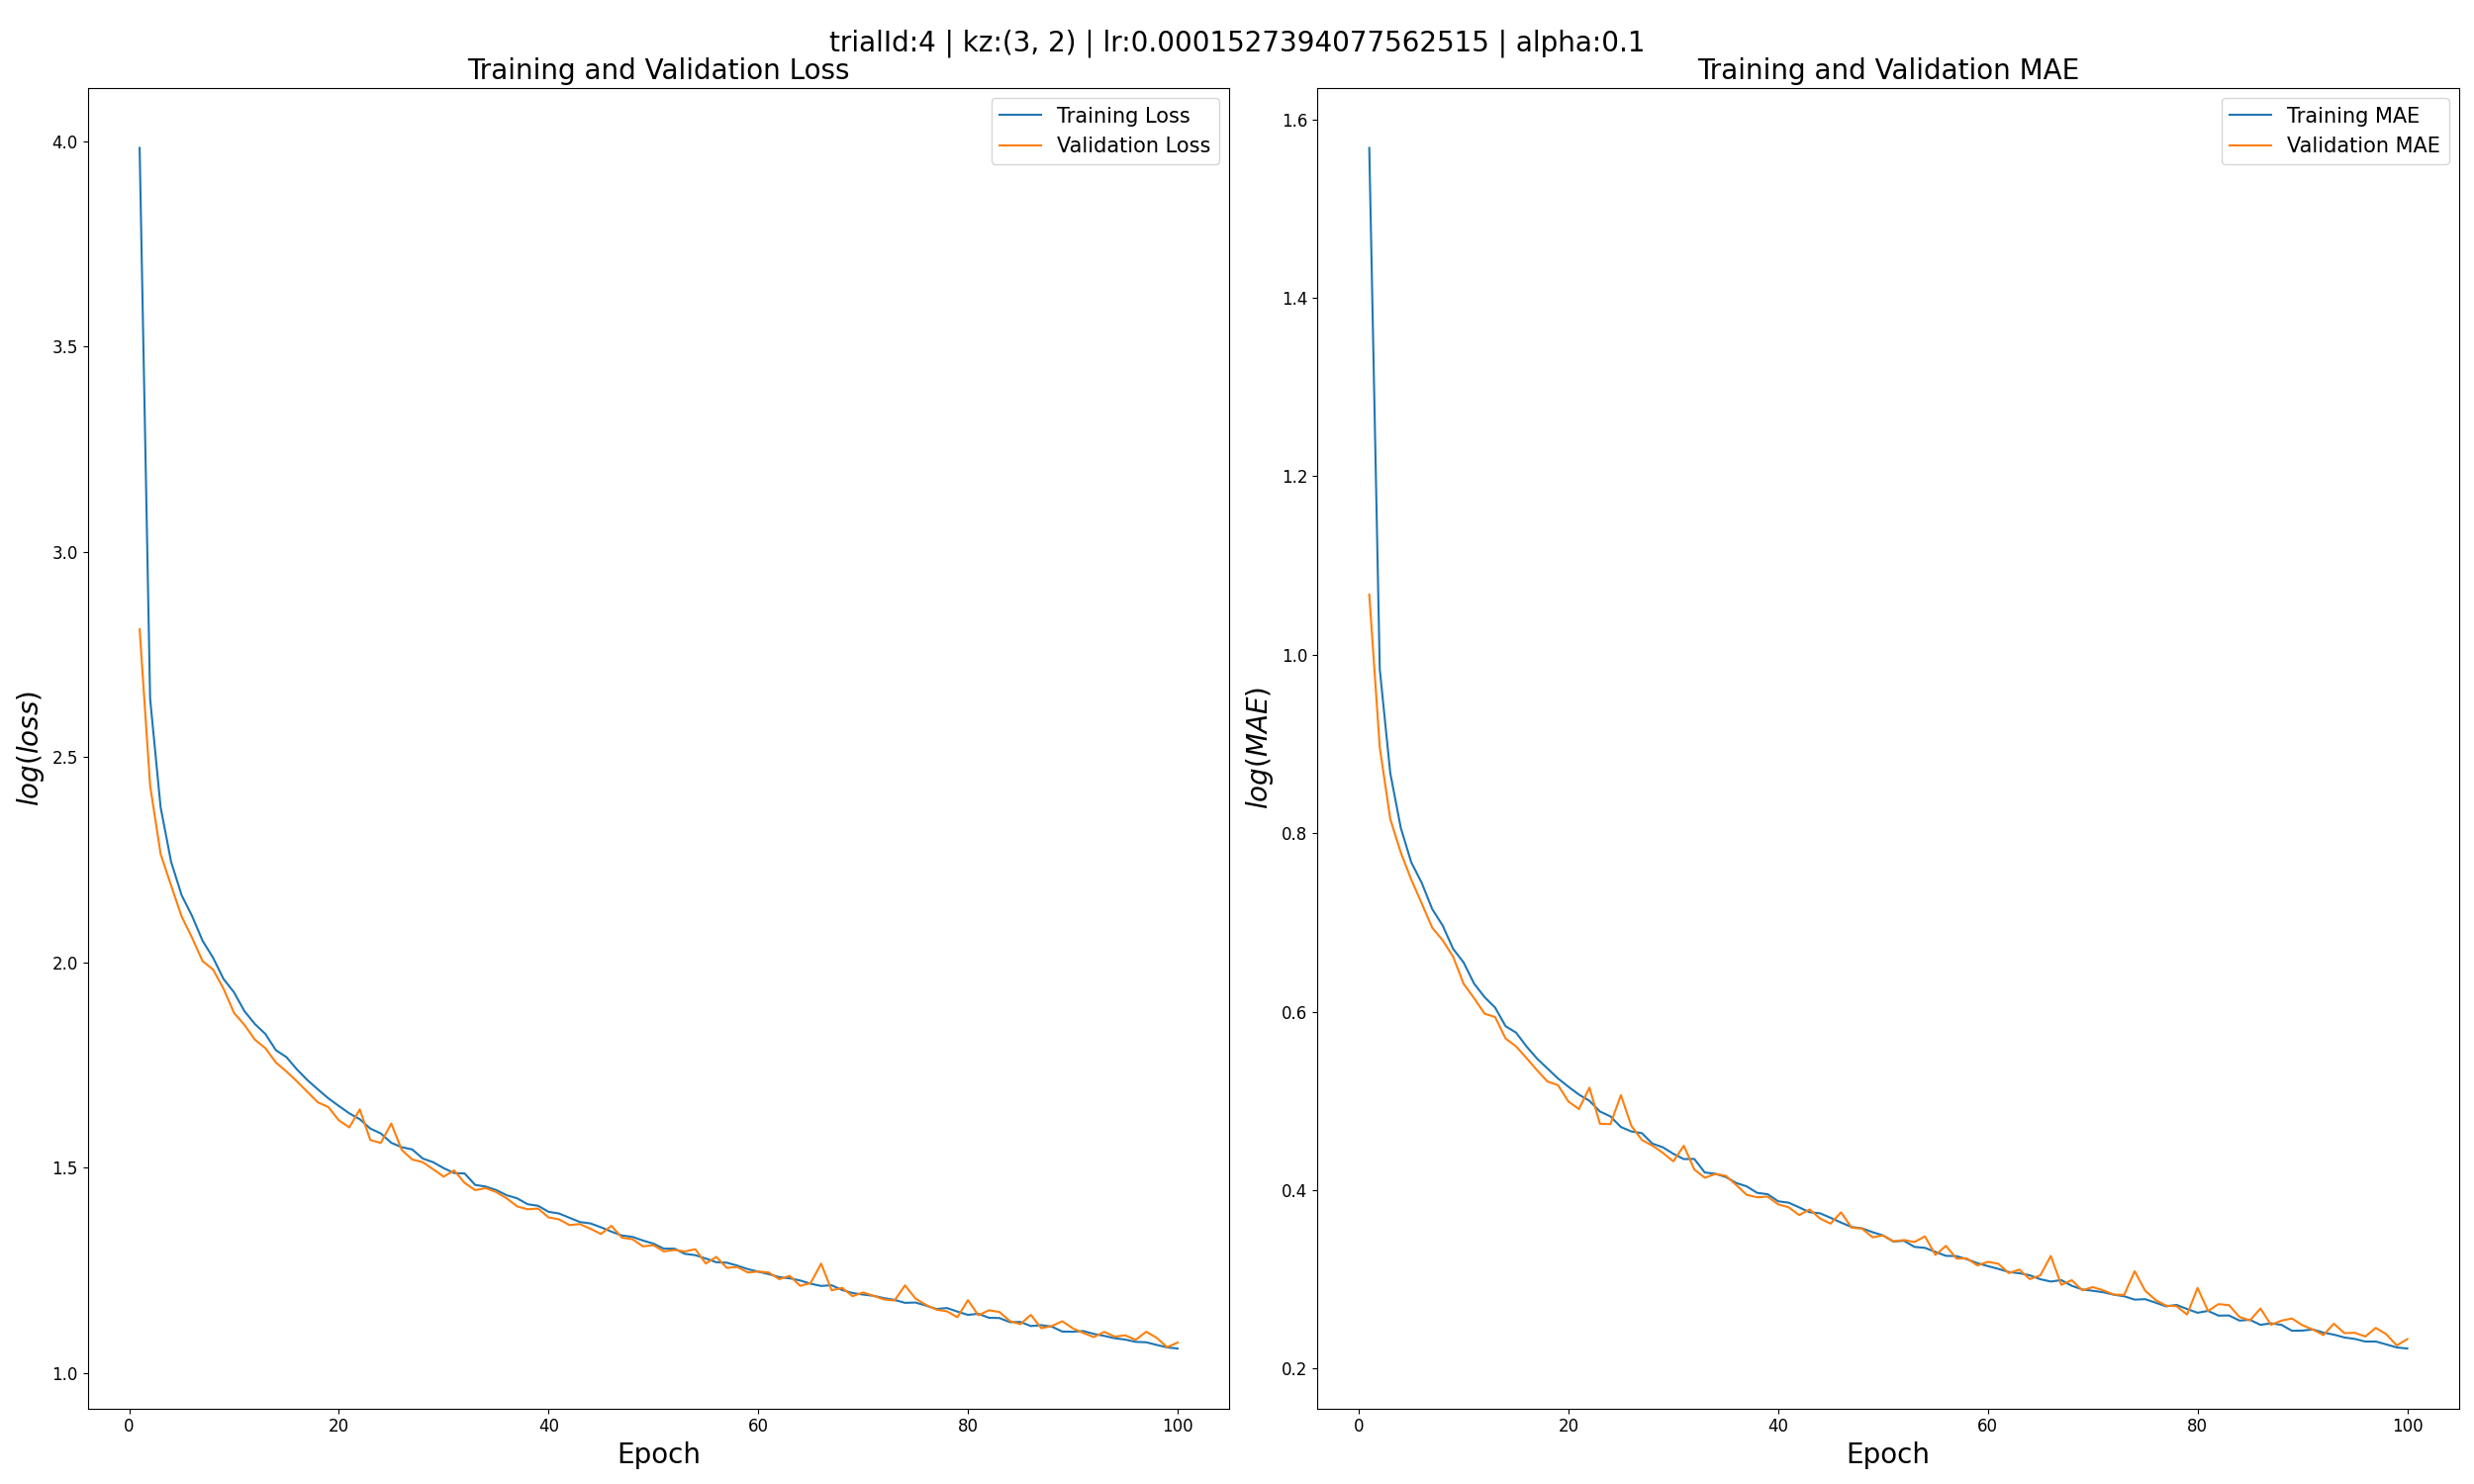 trialId:4 | kz:(3, 2) | lr:0.0001527394077562515 | alpha:0.1
Training and Validation Loss
Training Loss
Validation Loss
4.0
3.5
3.0
2.5
2.0
1.5
1.0
log(loss)
0 20 40 60 80 100
Epoch
Training and Validation MAE
Training MAE
Validation MAE
1.6
1.4
1.2
1.0
0.8
0.6
0.4
0.2
log(MAE)
0 20 40 60 80 100
Epoch